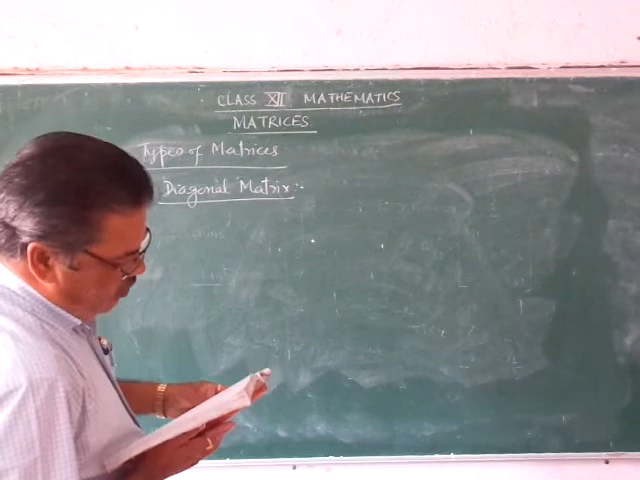 CLASS XII MATHEMATICS
MATRICES
Types of Matrices
Diagonal Matrix:-